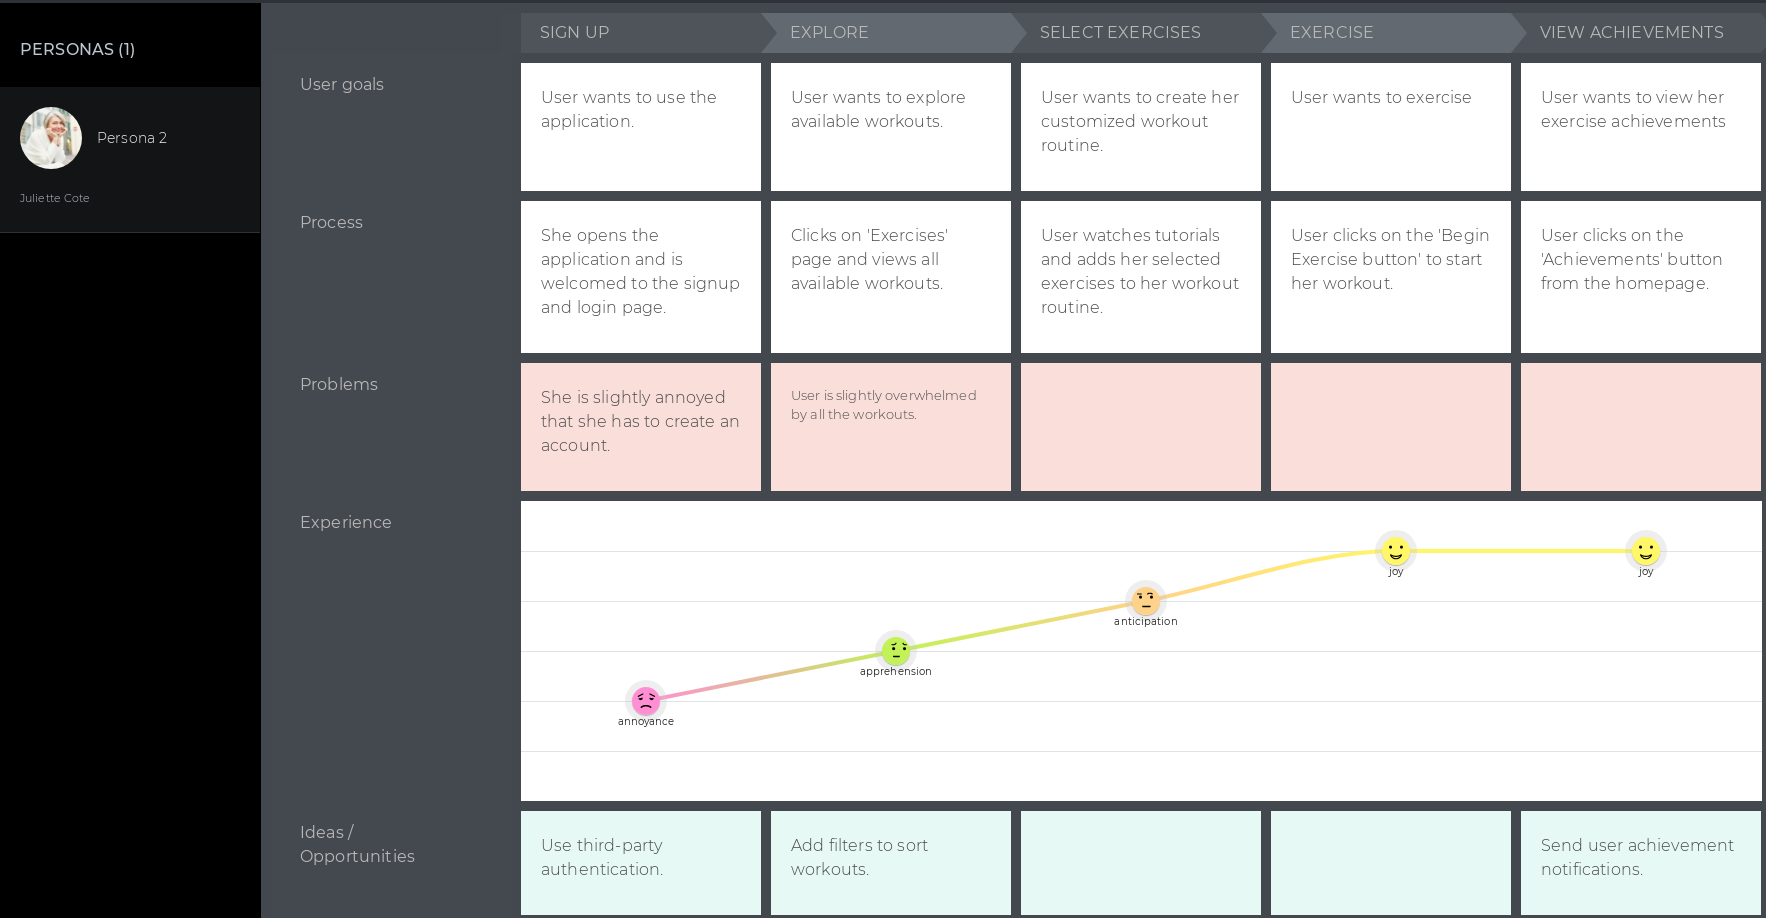 PERSONAS (1)
Persona 2
Juliette Cote
SIGN UP
EXPLORE
SELECT EXERCISES
EXERCISE
VIEW ACHIEVEMENTS
User goals
User wants to use the
application.
User wants to explore
available workouts.
User wants to create her
customized workout
routine.
User wants to exercise
User wants to view her
exercise achievements
Process
She opens the
application and is
welcomed to the signup
and login page.
Clicks on 'Exercises'
page and views all
available workouts.
User watches tutorials
and adds her selected
exercises to her workout
routine.
User clicks on the 'Begin
Exercise button' to start
her workout.
User clicks on the
'Achievements' button
from the homepage.
Problems
She is slightly annoyed
that she has to create an
account.
User is slightly overwhelmed
by all the workouts.
Experience
annoyance
apprehension
anticipation
joy
joy
Ideas /
Opportunities
Use third-party
authentication.
Add filters to sort
workouts.
Send user achievement
notifications.